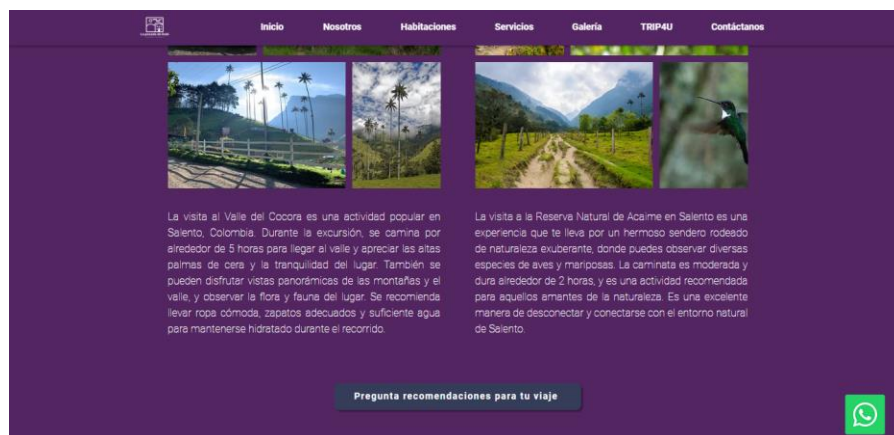 Inicio Nosotros Habitaciones Servicios Galería TRIP4U Contáctanos
La visita al Valle del Cocora es una actividad popular en
Salento, Colombia. Durante la excursión, se camina por
alrededor de 5 horas para llegar al valle y apreciar las altas
palmas de cera y la tranquilidad del lugar. También se
pueden disfrutar vistas panorámicas de las montañas y el
valle, y observar la flora y fauna del lugar. Se recomienda
llevar ropa cómoda, zapatos adecuados y suficiente agua
para mantenerse hidratado durante el recorrido.
La visita a la Reserva Natural de Acaime en Salento es una
experiencia que te lleva por un hermoso sendero rodeado
de naturaleza exuberante, donde puedes observar diversas
especies de aves y mariposas. La caminata es moderada y
dura alrededor de 2 horas, y es una actividad recomendada
para aquellos amantes de la naturaleza. Es una excelente
manera de desconectar y conectarse con el entorno natural
de Salento.
Pregunta recomendaciones para tu viaje